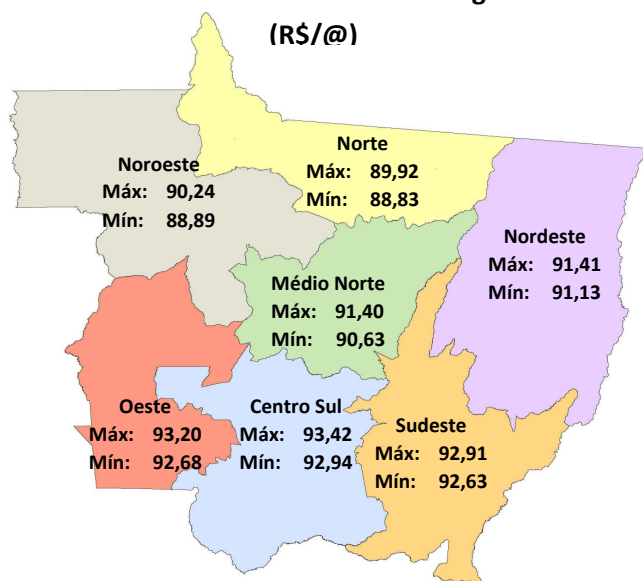 (R$/@)
Norte
Máx: 89,92
Mín: 88,83
Noroeste
Máx: 90,24
Mín: 88,89
Nordeste
Máx: 91,41
Mín: 91,13
Médio Norte
Máx: 91,40
Mín: 90,63
Oeste
Máx: 93,20
Mín: 92,68
Centro Sul
Máx: 93,42
Mín: 92,94
Sudeste
Máx: 92,91
Mín: 92,63